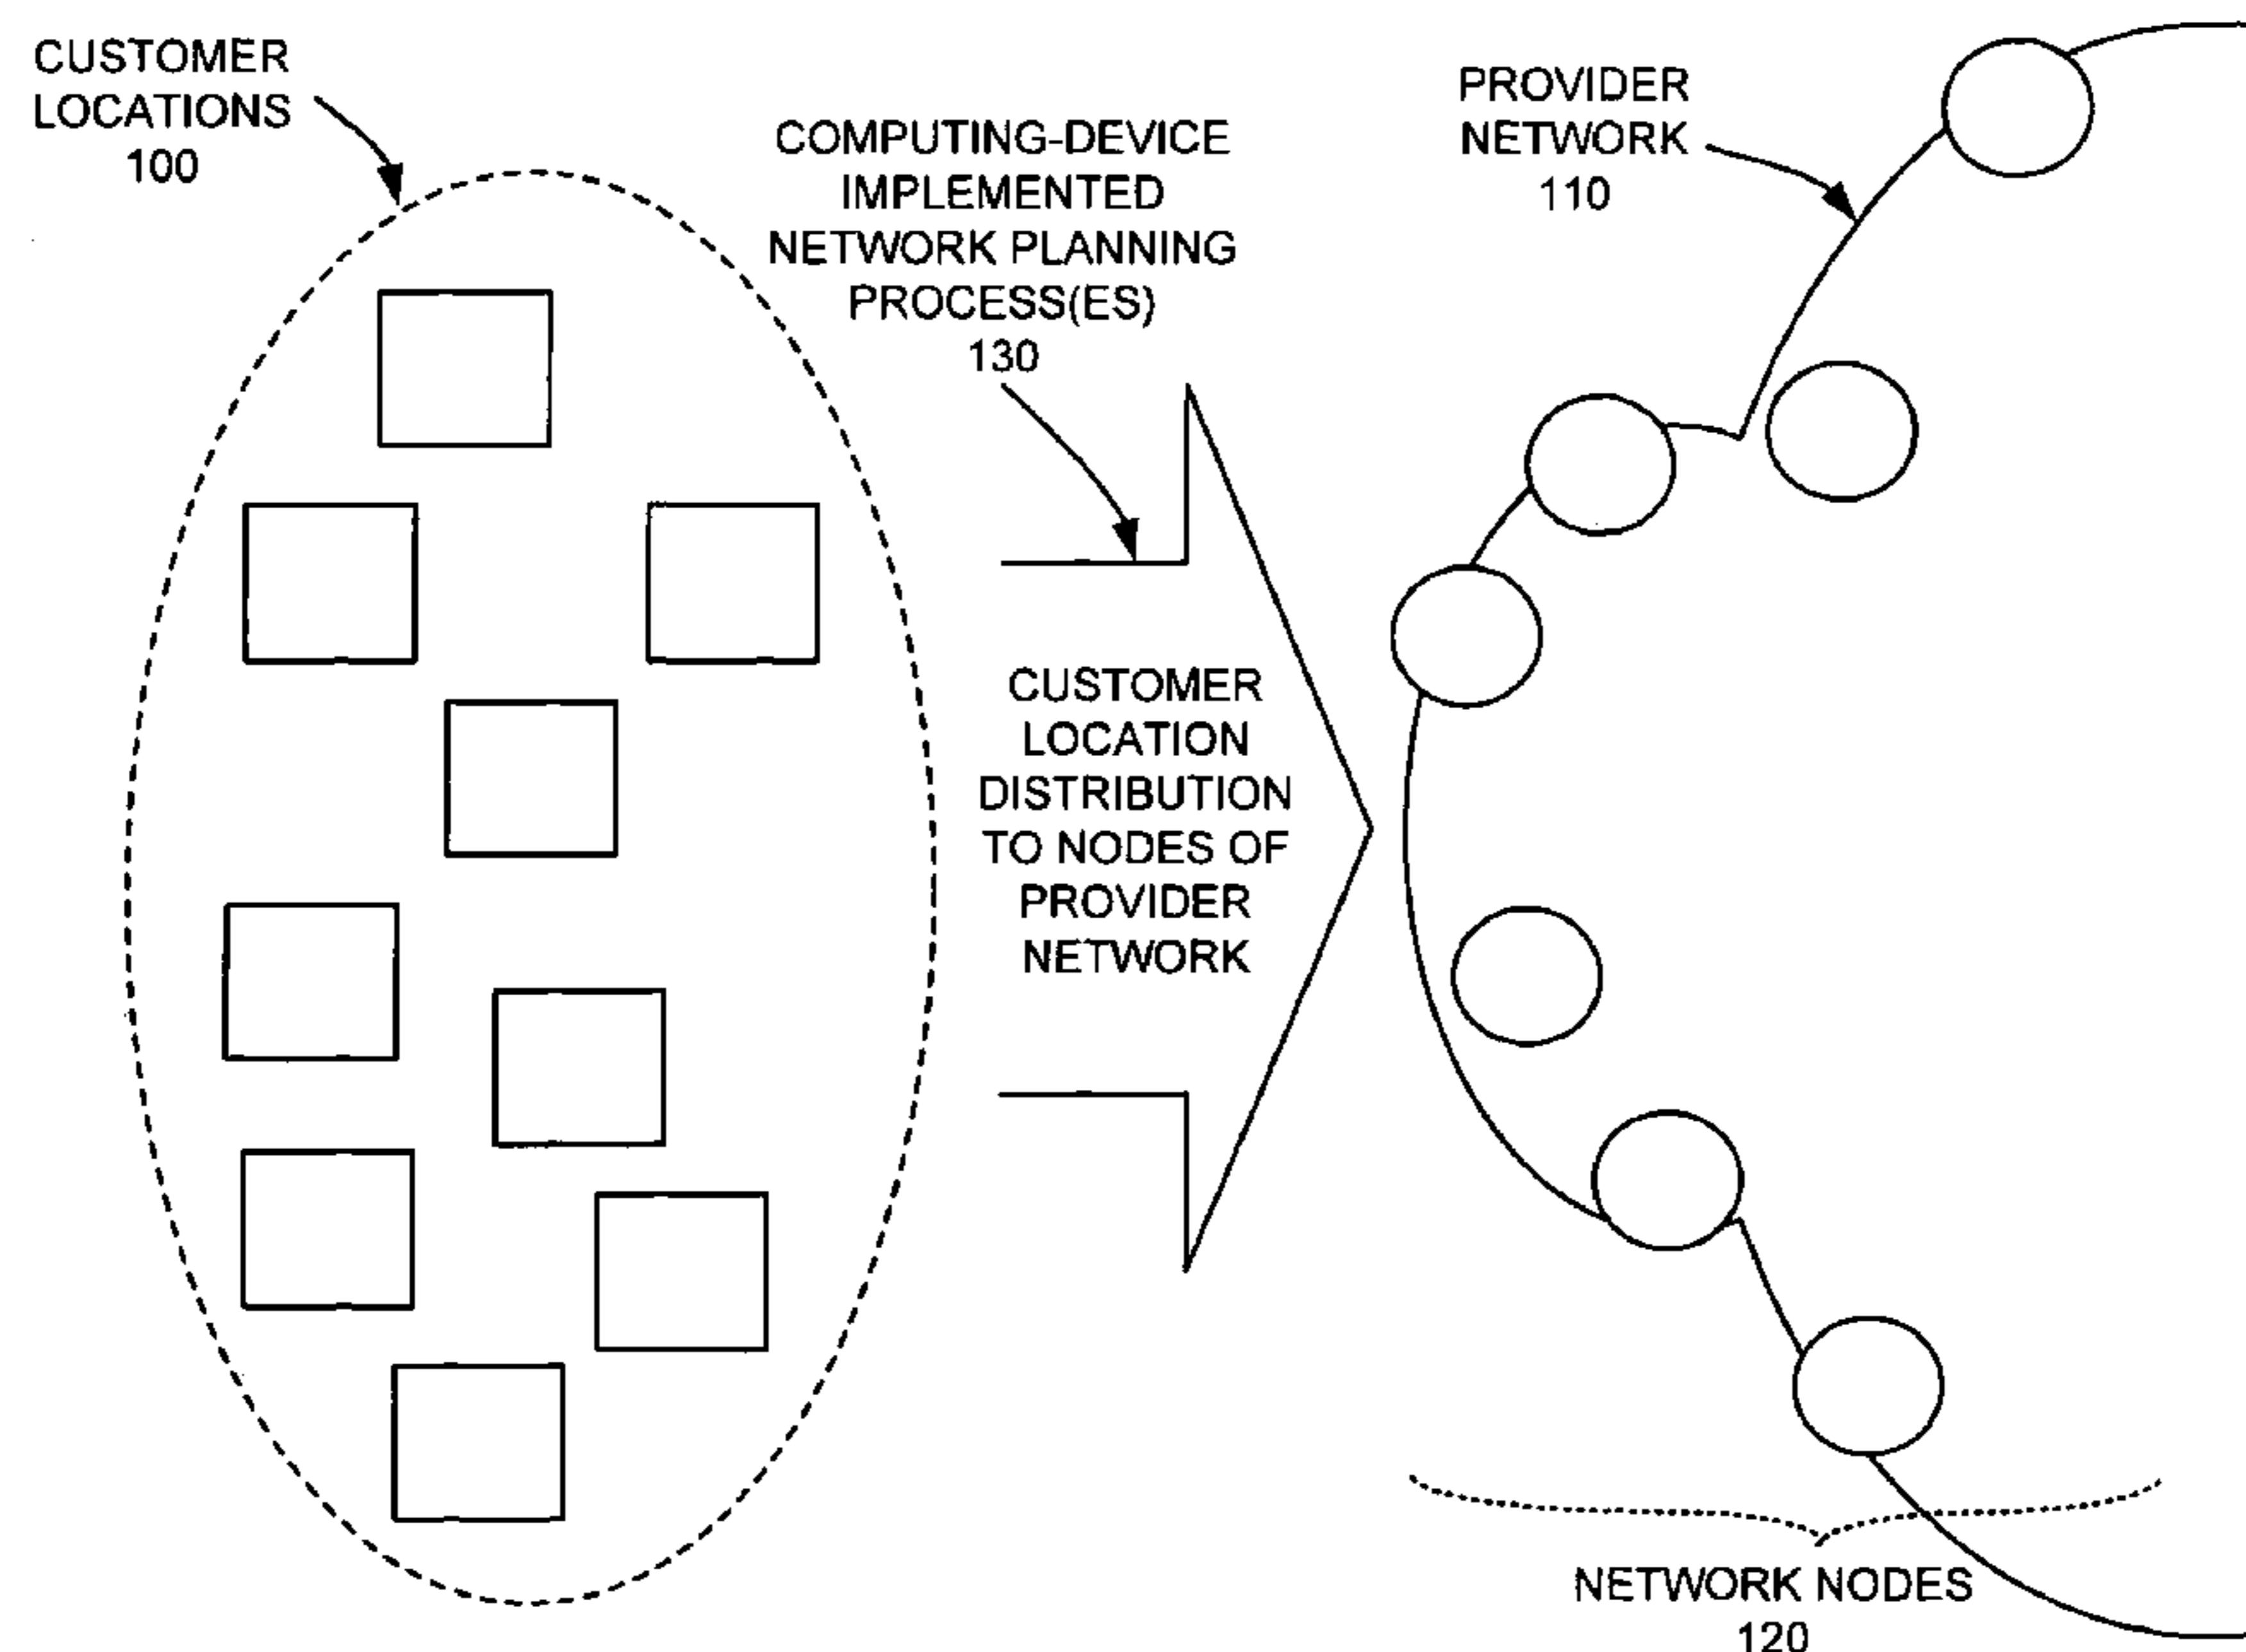 CUSTOMER
LOCATIONS
100
COMPUTING-DEVICE
IMPLEMENTED
NETWORK PLANNING
PROCESS(ES)
130
PROVIDER
NETWORK
110
CUSTOMER
LOCATION
DISTRIBUTION
TO NODES OF
PROVIDER
NETWORK
NETWORK NODES
120